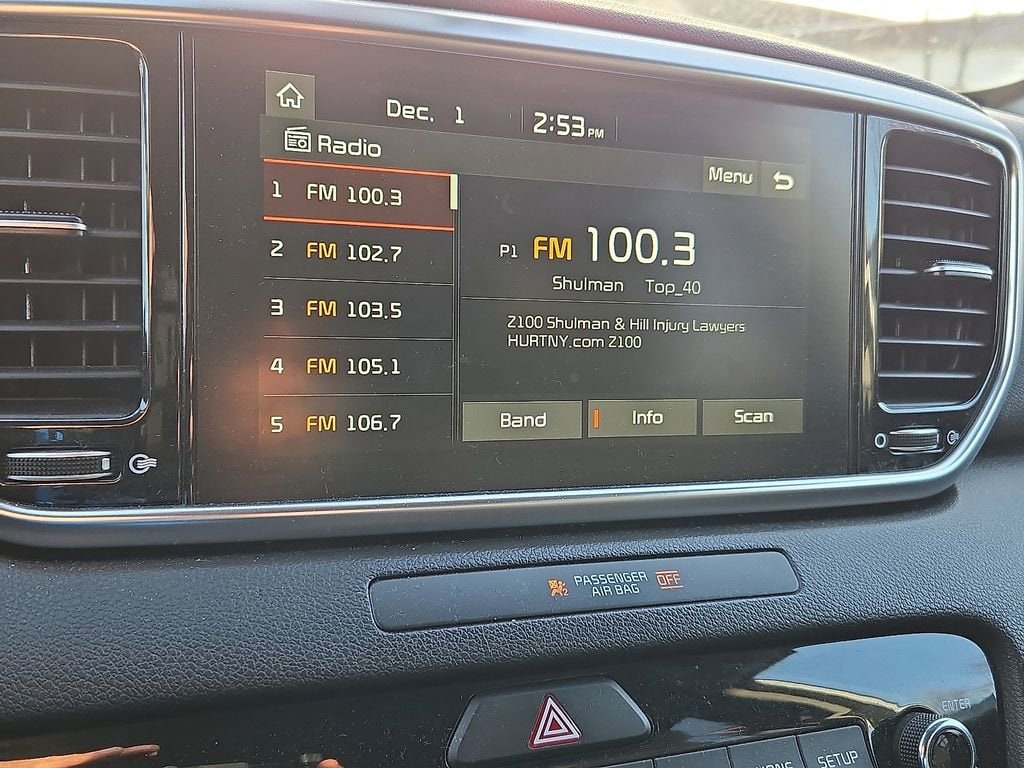 Dec. 1 2:53 PM
Radio
Menu
1 FM 100.3
2 FM 102.7
3 FM 103.5
4 FM 105.1
5 FM 106.7
P1 FM 100.3
Shulman Top_40
Z100 Shulman & Hill Injury Lawyers
HURTNY.com Z100
Band Info Scan
PASSENGER
AIR BAG
OFF
2
ENTER
SETUP